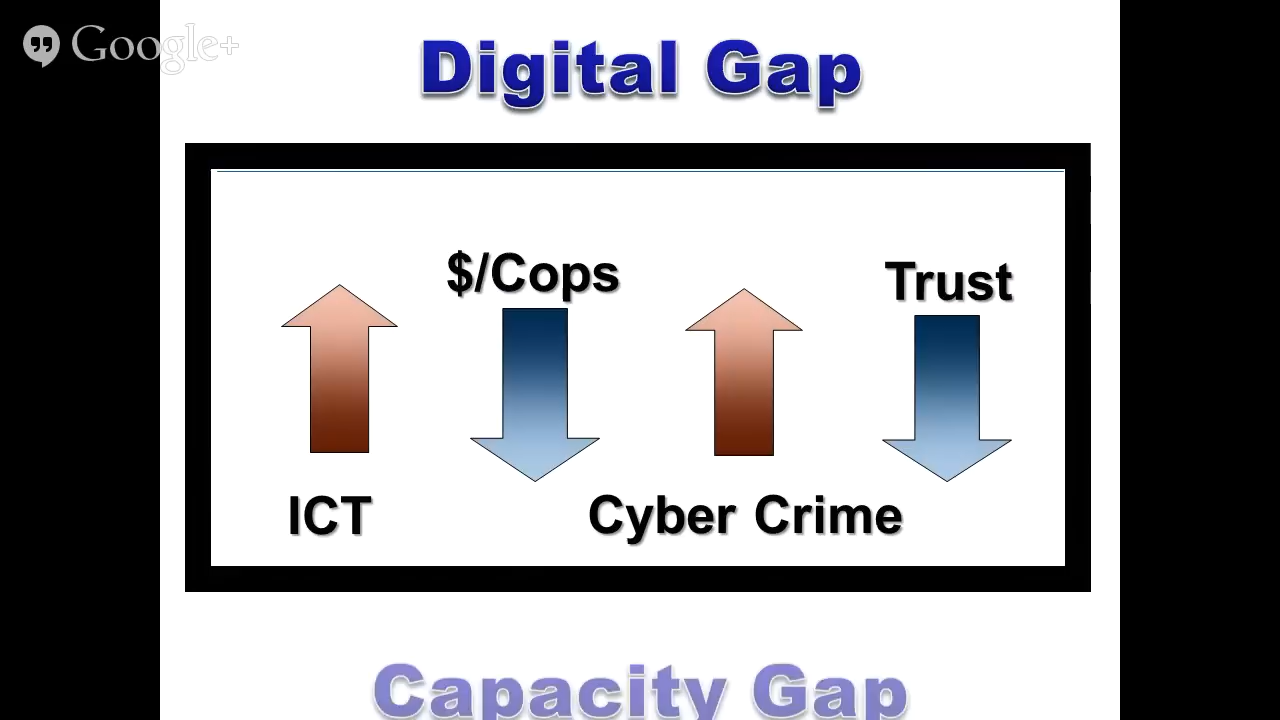 Google+
Digital Gap
$/Cops
Trust
ICT
Cyber Crime
Capacity Gap